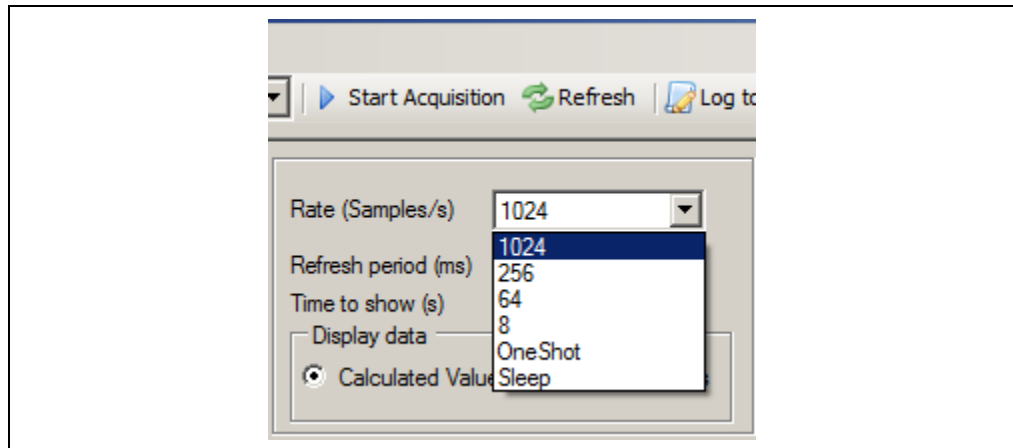 Start Acquisition Refresh Log to
Rate (Samples/s) 1024
1024
Refresh period (ms)
256
Time to show (s)
64
Display data
8
OneShot
Calculated Value
Sleep